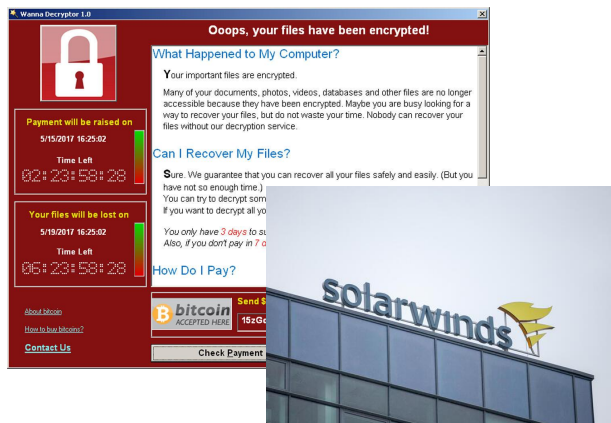 Wanna Decryptor 1.0
Ooops, your files have been encrypted!
Payment will be raised on
5/15/2017 16:25:02
Time Left
02:23:58:28
Your files will be lost on
5/19/2017 16:25:02
Time Left
06:23:58:28
About bitcoin
How to buy bitcoins?
Contact Us
What Happened to My Computer?
Your important files are encrypted.
Many of your documents, photos, videos, databases and other files are no longer
accessible because they have been encrypted. Maybe you are busy looking for a
way to recover your files, but do not waste your time. Nobody can recover your
files without our decryption service.
Can I Recover My Files?
Sure. We guarantee that you can recover all your files safely and easily. (But you
have not so enough time.)
You can try to decrypt
If you want to decrypt all
You only have 3 days to
Also, if you don't pay in 7
How Do I Pay?
bitcoin
ACCEPTED HERE
Send $
Check Payment
solarwinds